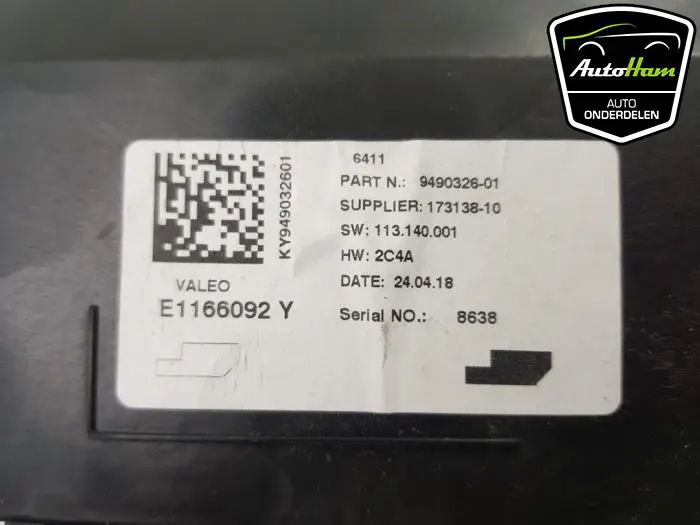 AutoHam
AUTO
ONDERDELEN
6411
PART N.: 9490326-01
SUPPLIER: 173138-10
SW: 113.140.001
HW: 2C4A
DATE: 24.04.18
Serial NO.: 8638
KY949032601
VALEO
E1166092 Y